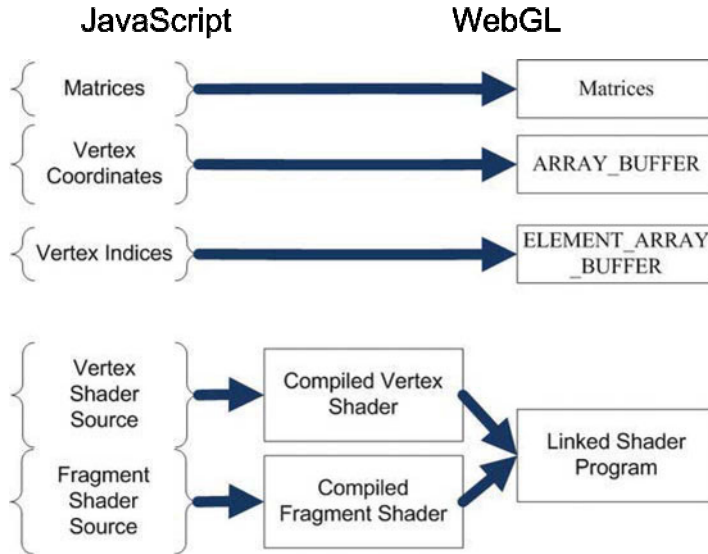 JavaScript WebGL
Matrices Matrices
Vertex
Coordinates
ARRAY_BUFFER
Vertex Indices
ELEMENT_ARRAY
_BUFFER
Vertex
Shader
Source
Compiled Vertex
Shader
Fragment
Shader
Source
Compiled
Fragment Shader
Linked Shader
Program